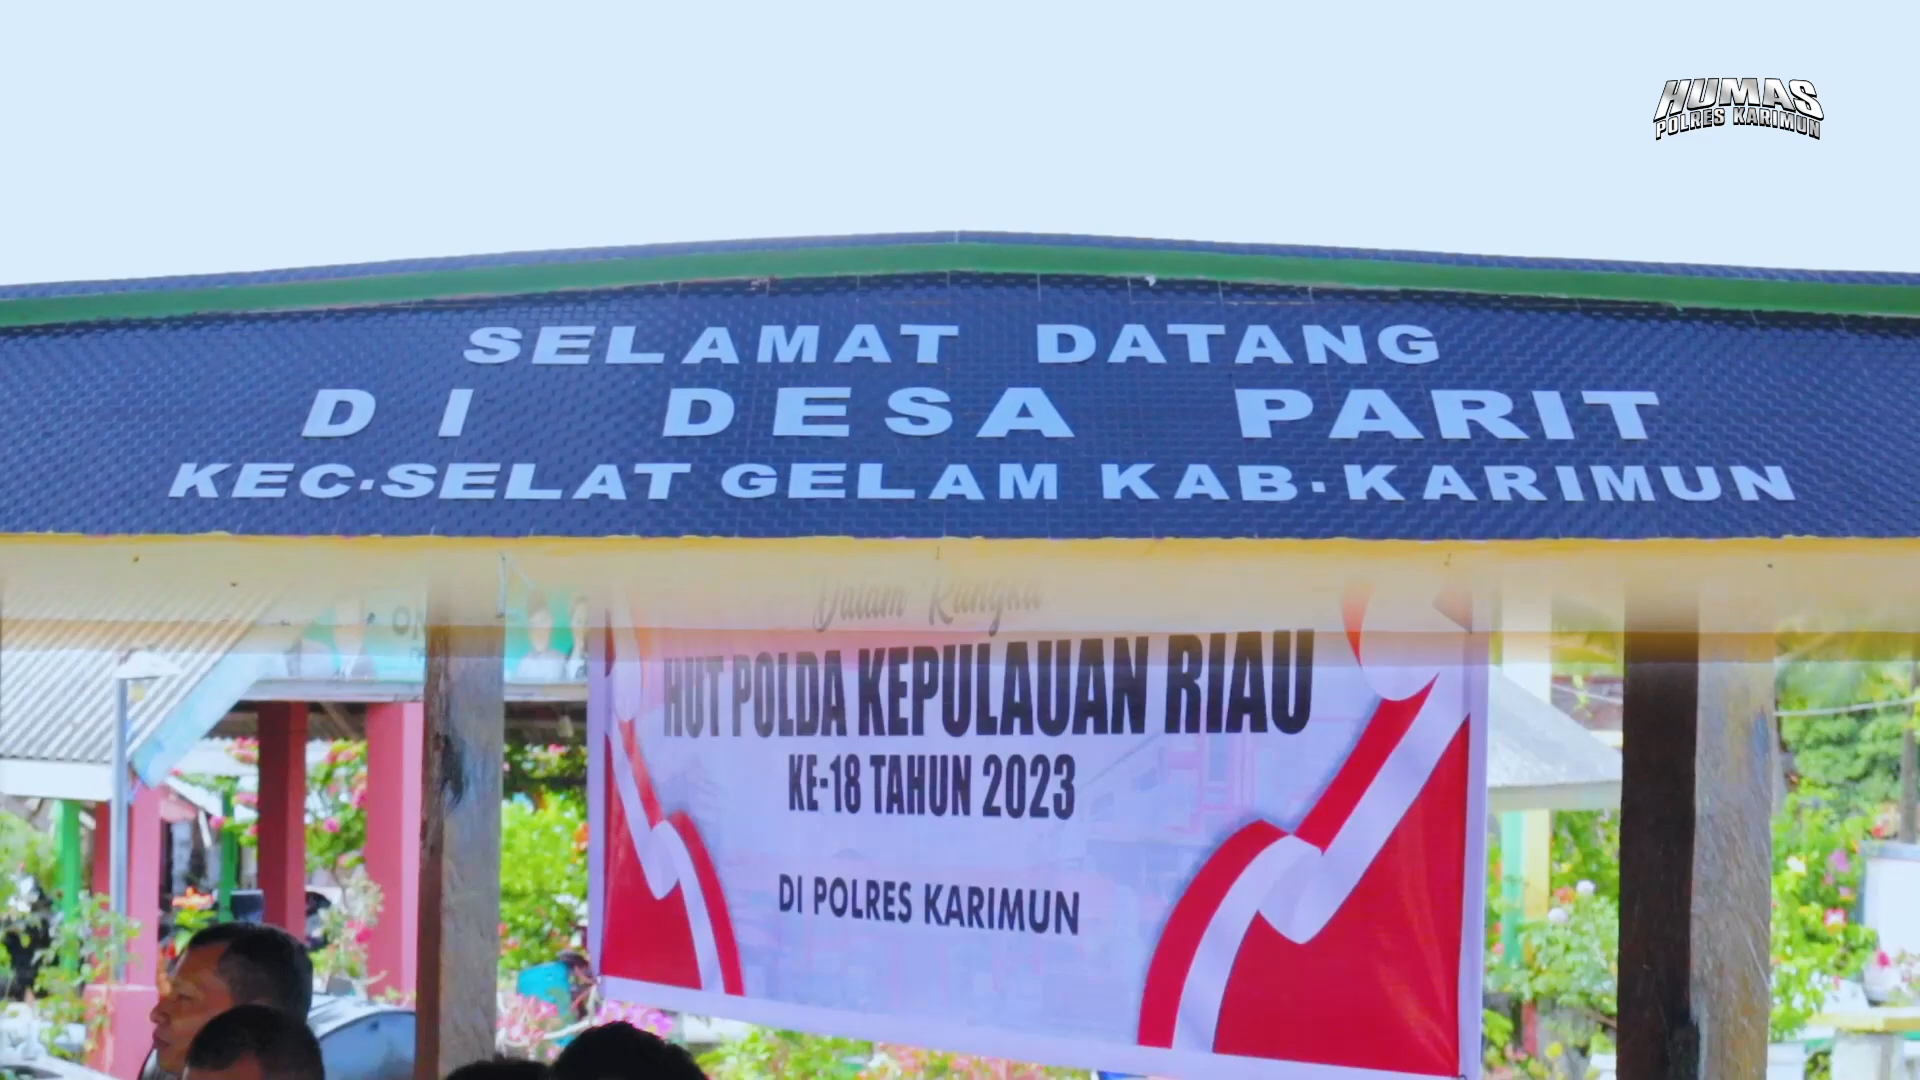 HUMAS
POLRES KARIMUN
SELAMAT DATANG
DI DESA PARIT
KEC.SELAT GELAM KAB.KARIMUN
Dalam Rangka
HUT POLDA KEPULAUAN RIAU
KE-18 TAHUN 2023
DI POLRES KARIMUN